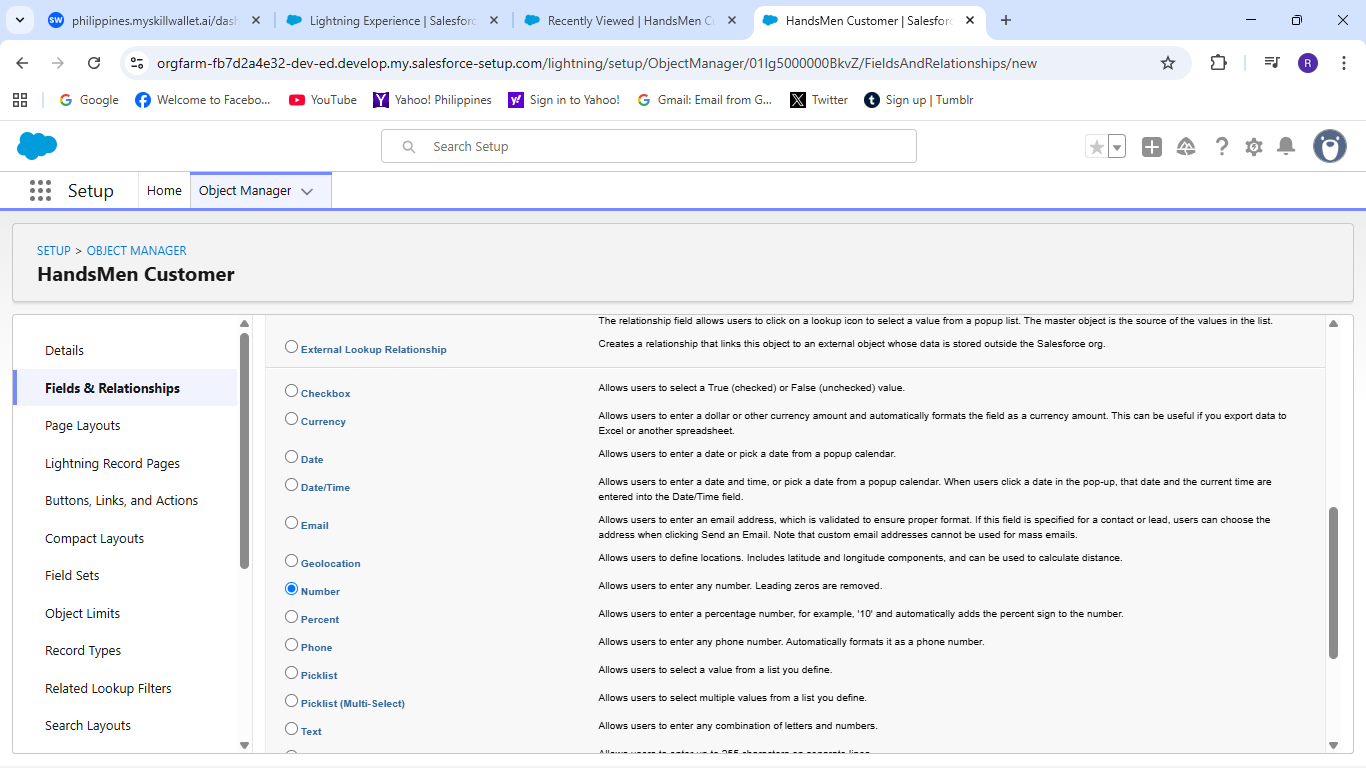 philippines.myskillwallet.ai/dash
Lightning Experience | Salesforc
Recently Viewed | HandsMen C
HandsMen Customer | Salesforc
orgfarm-fb7d2a4e32-dev-ed.develop.my.salesforce-setup.com/lightning/setup/ObjectManager/01Ig5000000BkvZ/FieldsAndRelationships/new
R
Google
Welcome to Facebo...
YouTube
Yahoo! Philippines
Sign in to Yahoo!
Gmail: Email from G...
Twitter
Sign up | Tumblr
Search Setup
Setup
Home
Object Manager
SETUP > OBJECT MANAGER
HandsMen Customer
Details
Fields & Relationships
Page Layouts
Lightning Record Pages
Buttons, Links, and Actions
Compact Layouts
Field Sets
Object Limits
Record Types
Related Lookup Filters
Search Layouts
The relationship field allows users to click on a lookup icon to select a value from a popup list. The master object is the source of the values in the list.
External Lookup Relationship
Creates a relationship that links this object to an external object whose data is stored outside the Salesforce org.
Checkbox
Allows users to select a True (checked) or False (unchecked) value.
Currency
Allows users to enter a dollar or other currency amount and automatically formats the field as a currency amount. This can be useful if you export data to
Excel or another spreadsheet.
Date
Allows users to enter a date or pick a date from a popup calendar.
Date/Time
Allows users to enter a date and time, or pick a date from a popup calendar. When users click a date in the pop-up, that date and the current time are
entered into the Date/Time field.
Email
Allows users to enter an email address, which is validated to ensure proper format. If this field is specified for a contact or lead, users can choose the
address when clicking Send an Email. Note that custom email addresses cannot be used for mass emails.
Geolocation
Allows users to define locations. Includes latitude and longitude components, and can be used to calculate distance.
Number
Allows users to enter any number. Leading zeros are removed.
Percent
Allows users to enter a percentage number, for example, '10' and automatically adds the percent sign to the number.
Phone
Allows users to enter any phone number. Automatically formats it as a phone number.
Picklist
Allows users to select a value from a list you define.
Picklist (Multi-Select)
Allows users to select multiple values from a list you define.
Text
Allows users to enter any combination of letters and numbers.
Allows users to enter up to 255 characters on separate lines.